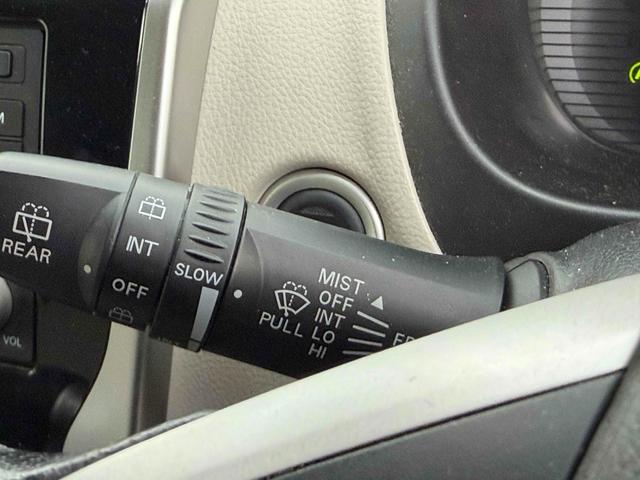 REAR
INT
OFF
SLOW
MIST
OFF
INT
PULL LO
HI
VOL